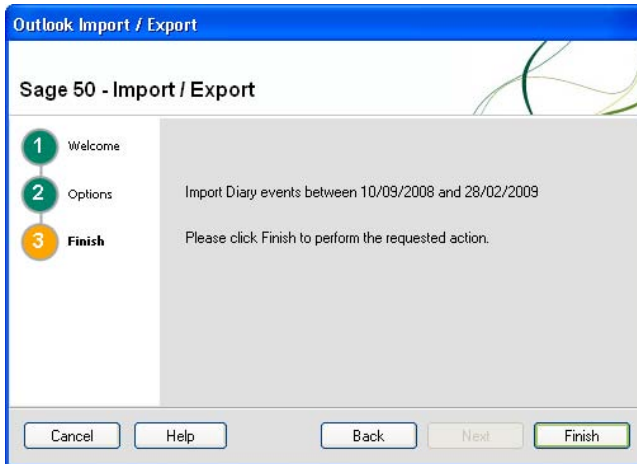 Outlook Import / Export
Sage 50 - Import / Export
1 Welcome
2 Options
3 Finish
Import Diary events between 10/09/2008 and 28/02/2009
Please click Finish to perform the requested action.
Cancel Help Back Next Finish